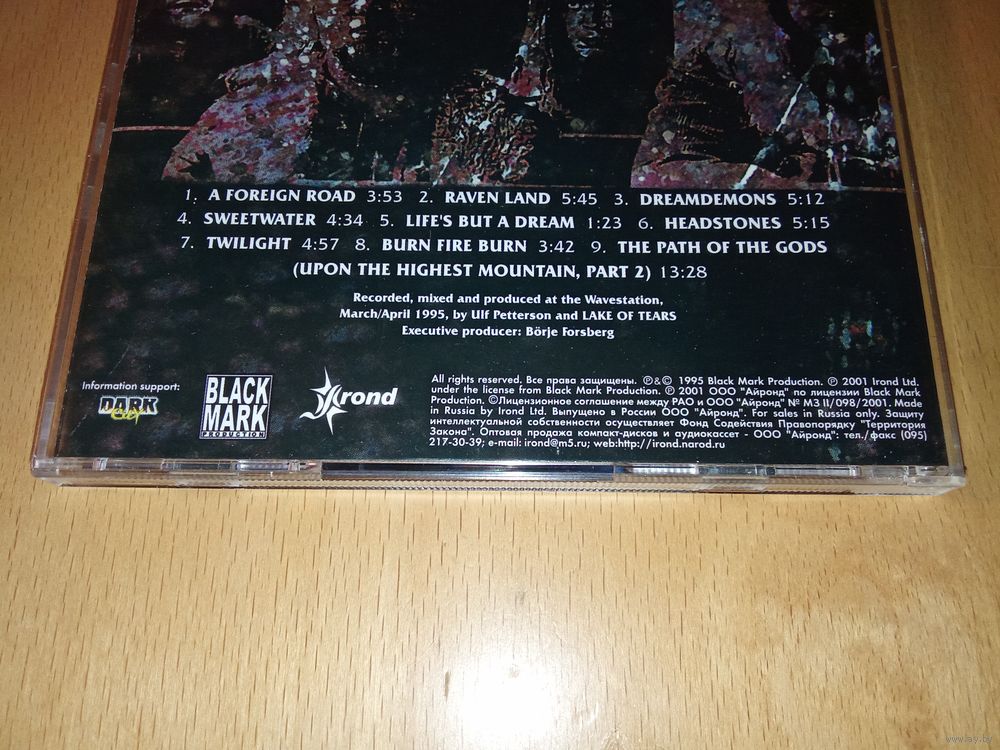 1. A FOREIGN ROAD 3:53 2. RAVEN LAND 5:45 3. DREAMDEMONS 5:12
4. SWEETWATER 4:34 5. LIFE'S BUT A DREAM 1:23 6. HEADSTONES 5:15
7. TWILIGHT 4:57 8. BURN FIRE BURN 3:42 9. THE PATH OF THE GODS
(UPON THE HIGHEST MOUNTAIN, PART 2) 13:28
Recorded, mixed and produced at the Wavestation,
March/April 1995, by Ulf Petterson and LAKE OF TEARS
Executive producer: Börje Forsberg
Information support:
DARK
City
BLACK
MARK
PRODUCTION
Irond
All rights reserved. Все права защищены. ℗&© 1995 Black Mark Production. ℗ 2001 Irond Ltd.
under the license from Black Mark Production. ℗ 2001 ООО "Айронд" по лицензии Black Mark
Production. ©Лицензионное соглашение между РАО и ООО "Айронд" № МЗ II/098/2001. Made
in Russia by Irond Ltd. Выпущено в России ООО "Айронд". For sales in Russia only. Защиту
интеллектуальной собственности осуществляет Фонд Содействия Правопорядку "Территория
Закона". Оптовая продажа компакт-дисков и аудиокассет - ООО "Айронд": тел./факс (095)
217-30-39; e-mail: irond@m5.ru; web:http://irond.narod.ru
www.ay.by